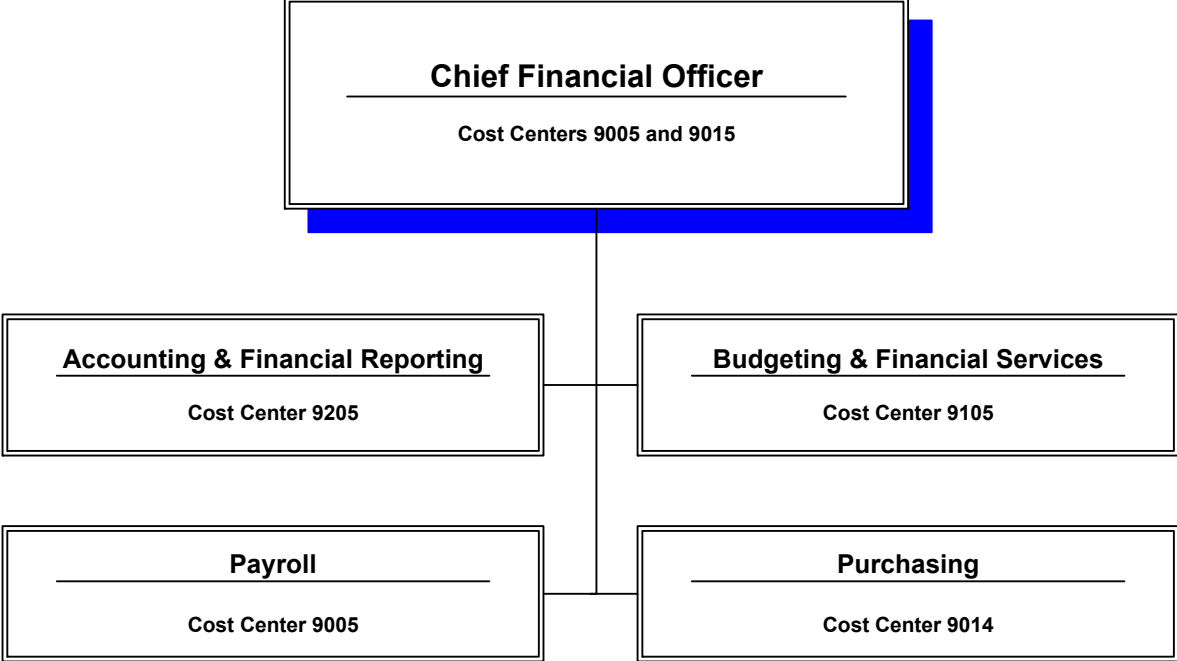 Chief Financial Officer
Cost Centers 9005 and 9015
Accounting & Financial Reporting
Cost Center 9205
Budgeting & Financial Services
Cost Center 9105
Payroll
Cost Center 9005
Purchasing
Cost Center 9014